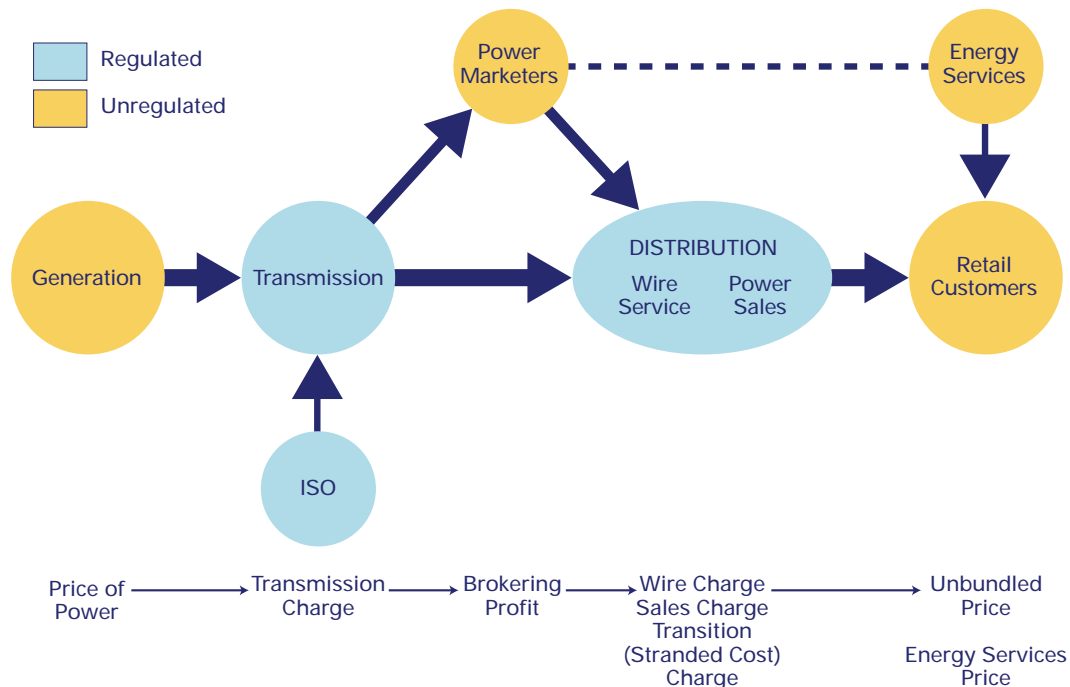 Regulated
Unregulated
Power
Marketers
Energy
Services
Generation
Transmission
DISTRIBUTION
Wire
Service
Power
Sales
Retail
Customers
ISO
Price of
Power
Transmission
Charge
Brokering
Profit
Wire Charge
Sales Charge
Transition
(Stranded Cost)
Charge
Unbundled
Price
Energy Services
Price